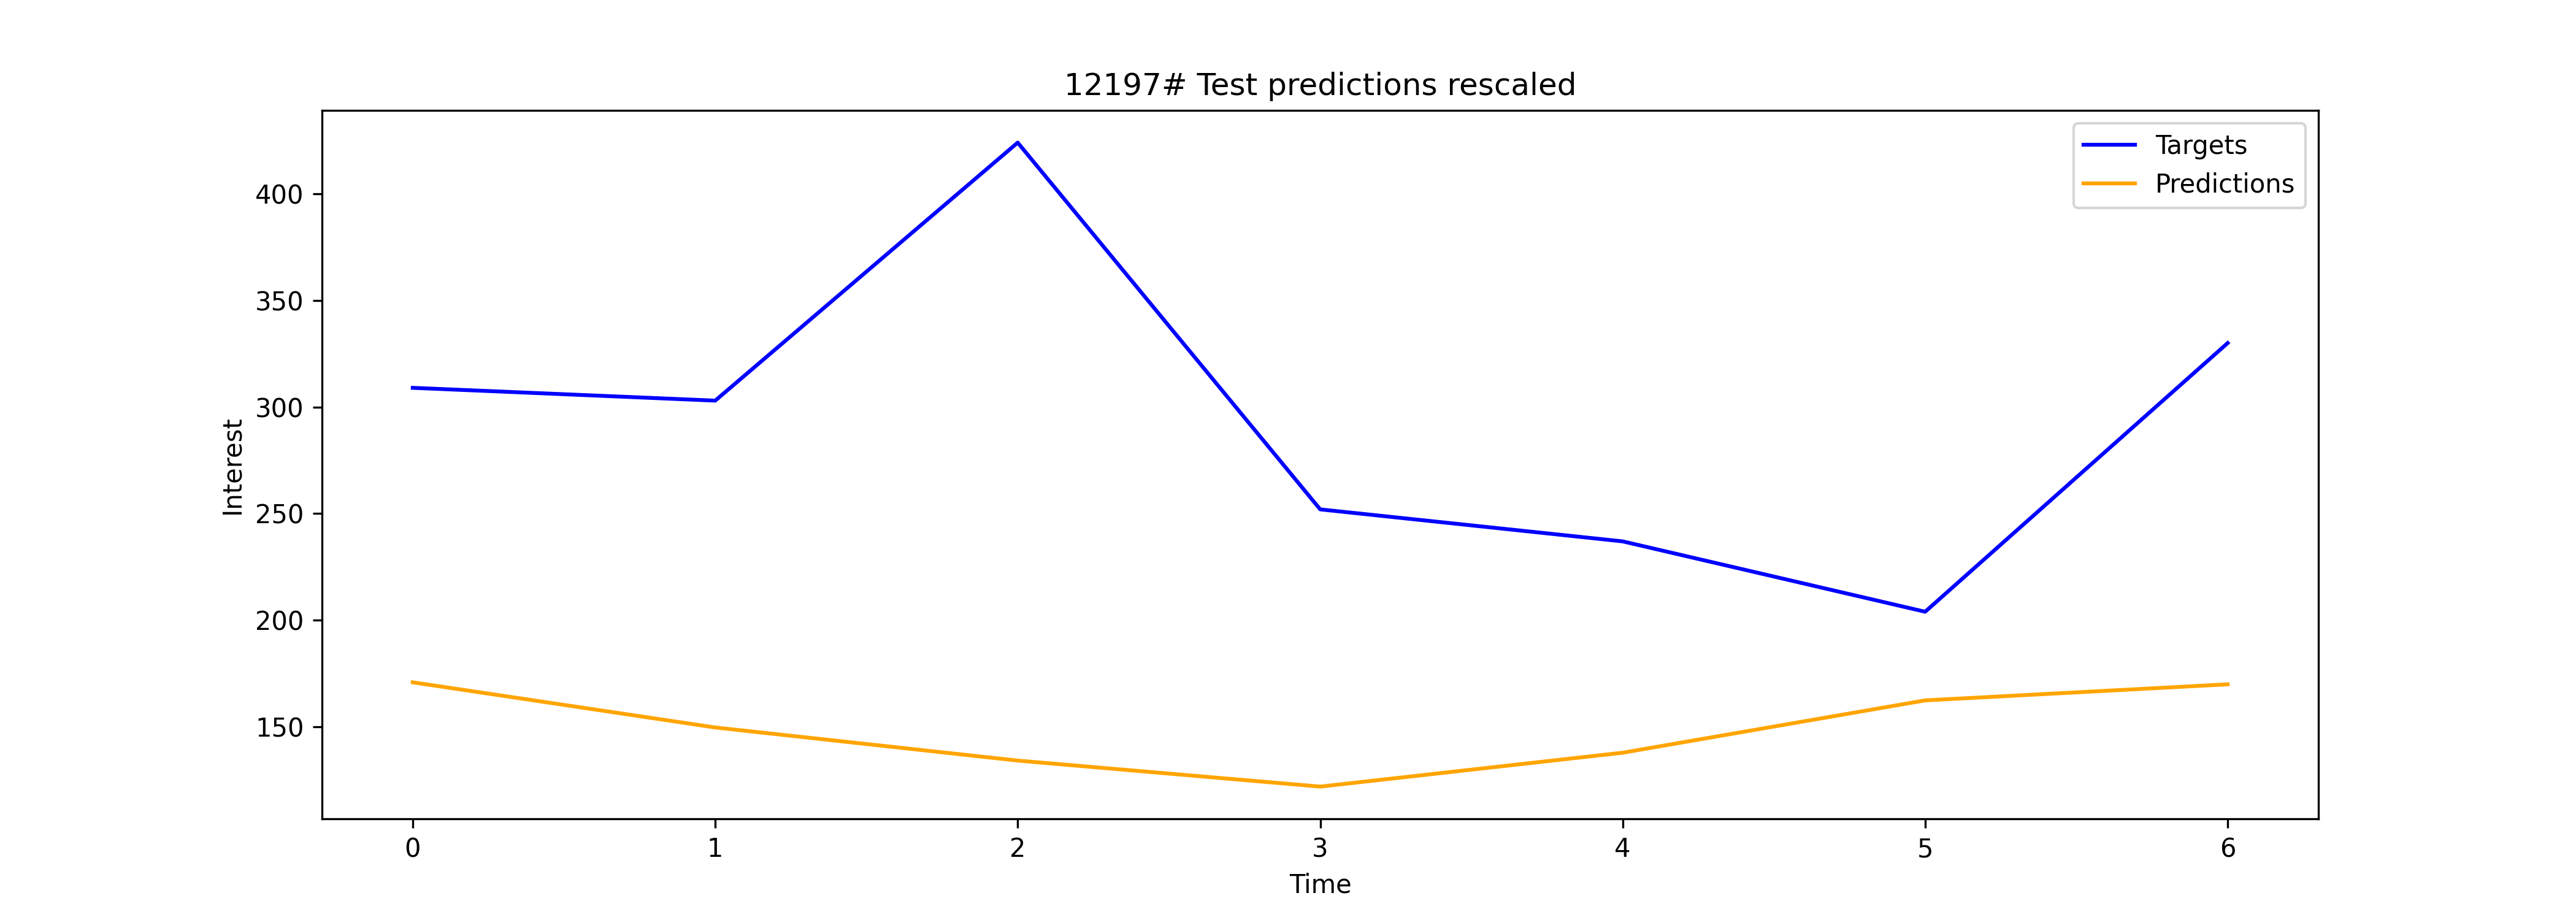 12197# Test predictions rescaled
Targets
Predictions
400
350
300
250
200
150
Interest
0 1 2 3 4 5 6
Time